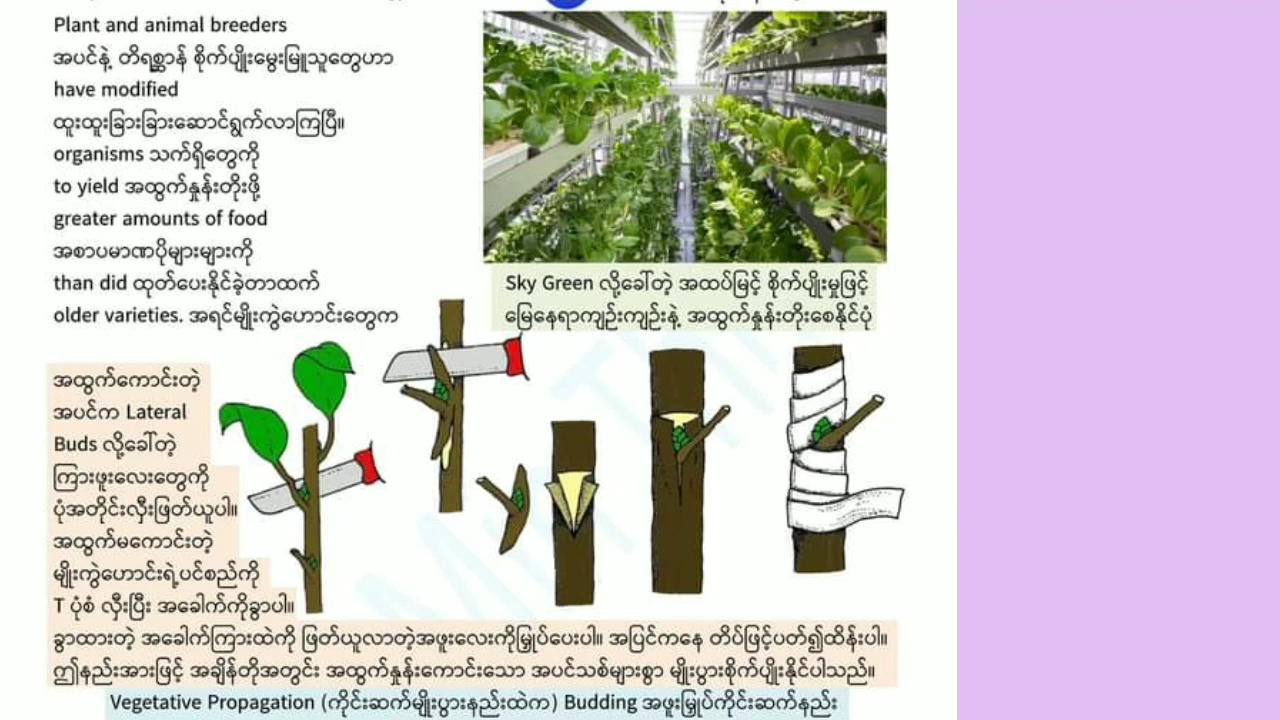 Plant and animal breeders
အပင်နဲ့ တိရစ္ဆာန် စိုက်ပျိုးမွေးမြူသူတွေဟာ
have modified
ထူးထူးခြားခြားဆောင်ရွက်လာကြပြီ။
organisms သက်ရှိတွေကို
to yield အထွက်နှုန်းတိုးဖို့
greater amounts of food
အစာပမာဏပိုများများကို
than did ထုတ်ပေးနိုင်ခဲ့တာထက်
older varieties. အရင်မျိုးကွဲဟောင်းတွေက
Sky Green လို့ခေါ်တဲ့ အထပ်မြင့် စိုက်ပျိုးမှုဖြင့်
မြေနေရာကျဉ်းကျဉ်းနဲ့ အထွက်နှုန်းတိုးစေနိုင်ပုံ
အထွက်ကောင်းတဲ့
အပင်က Lateral
Buds လို့ခေါ်တဲ့
ကြားဖူးလေးတွေကို
ပုံအတိုင်းလှီးဖြတ်ယူပါ။
အထွက်မကောင်းတဲ့
မျိုးကွဲဟောင်းရဲ့ပင်စည်ကို
T ပုံစံ လှီးပြီး အခေါက်ကိုခွာပါ။
ခွာထားတဲ့ အခေါက်ကြားထဲကို ဖြတ်ယူလာတဲ့အဖူးလေးကိုမြှုပ်ပေးပါ။ အပြင်ကနေ တိပ်ဖြင့်ပတ်၍ထိန်းပါ။
ဤနည်းအားဖြင့် အချိန်တိုအတွင်း အထွက်နှုန်းကောင်းသော အပင်သစ်များစွာ မျိုးပွားစိုက်ပျိုးနိုင်ပါသည်။
Vegetative Propagation (ကိုင်းဆက်မျိုးပွားနည်းထဲက) Budding အဖူးမြှုပ်ကိုင်းဆက်နည်း